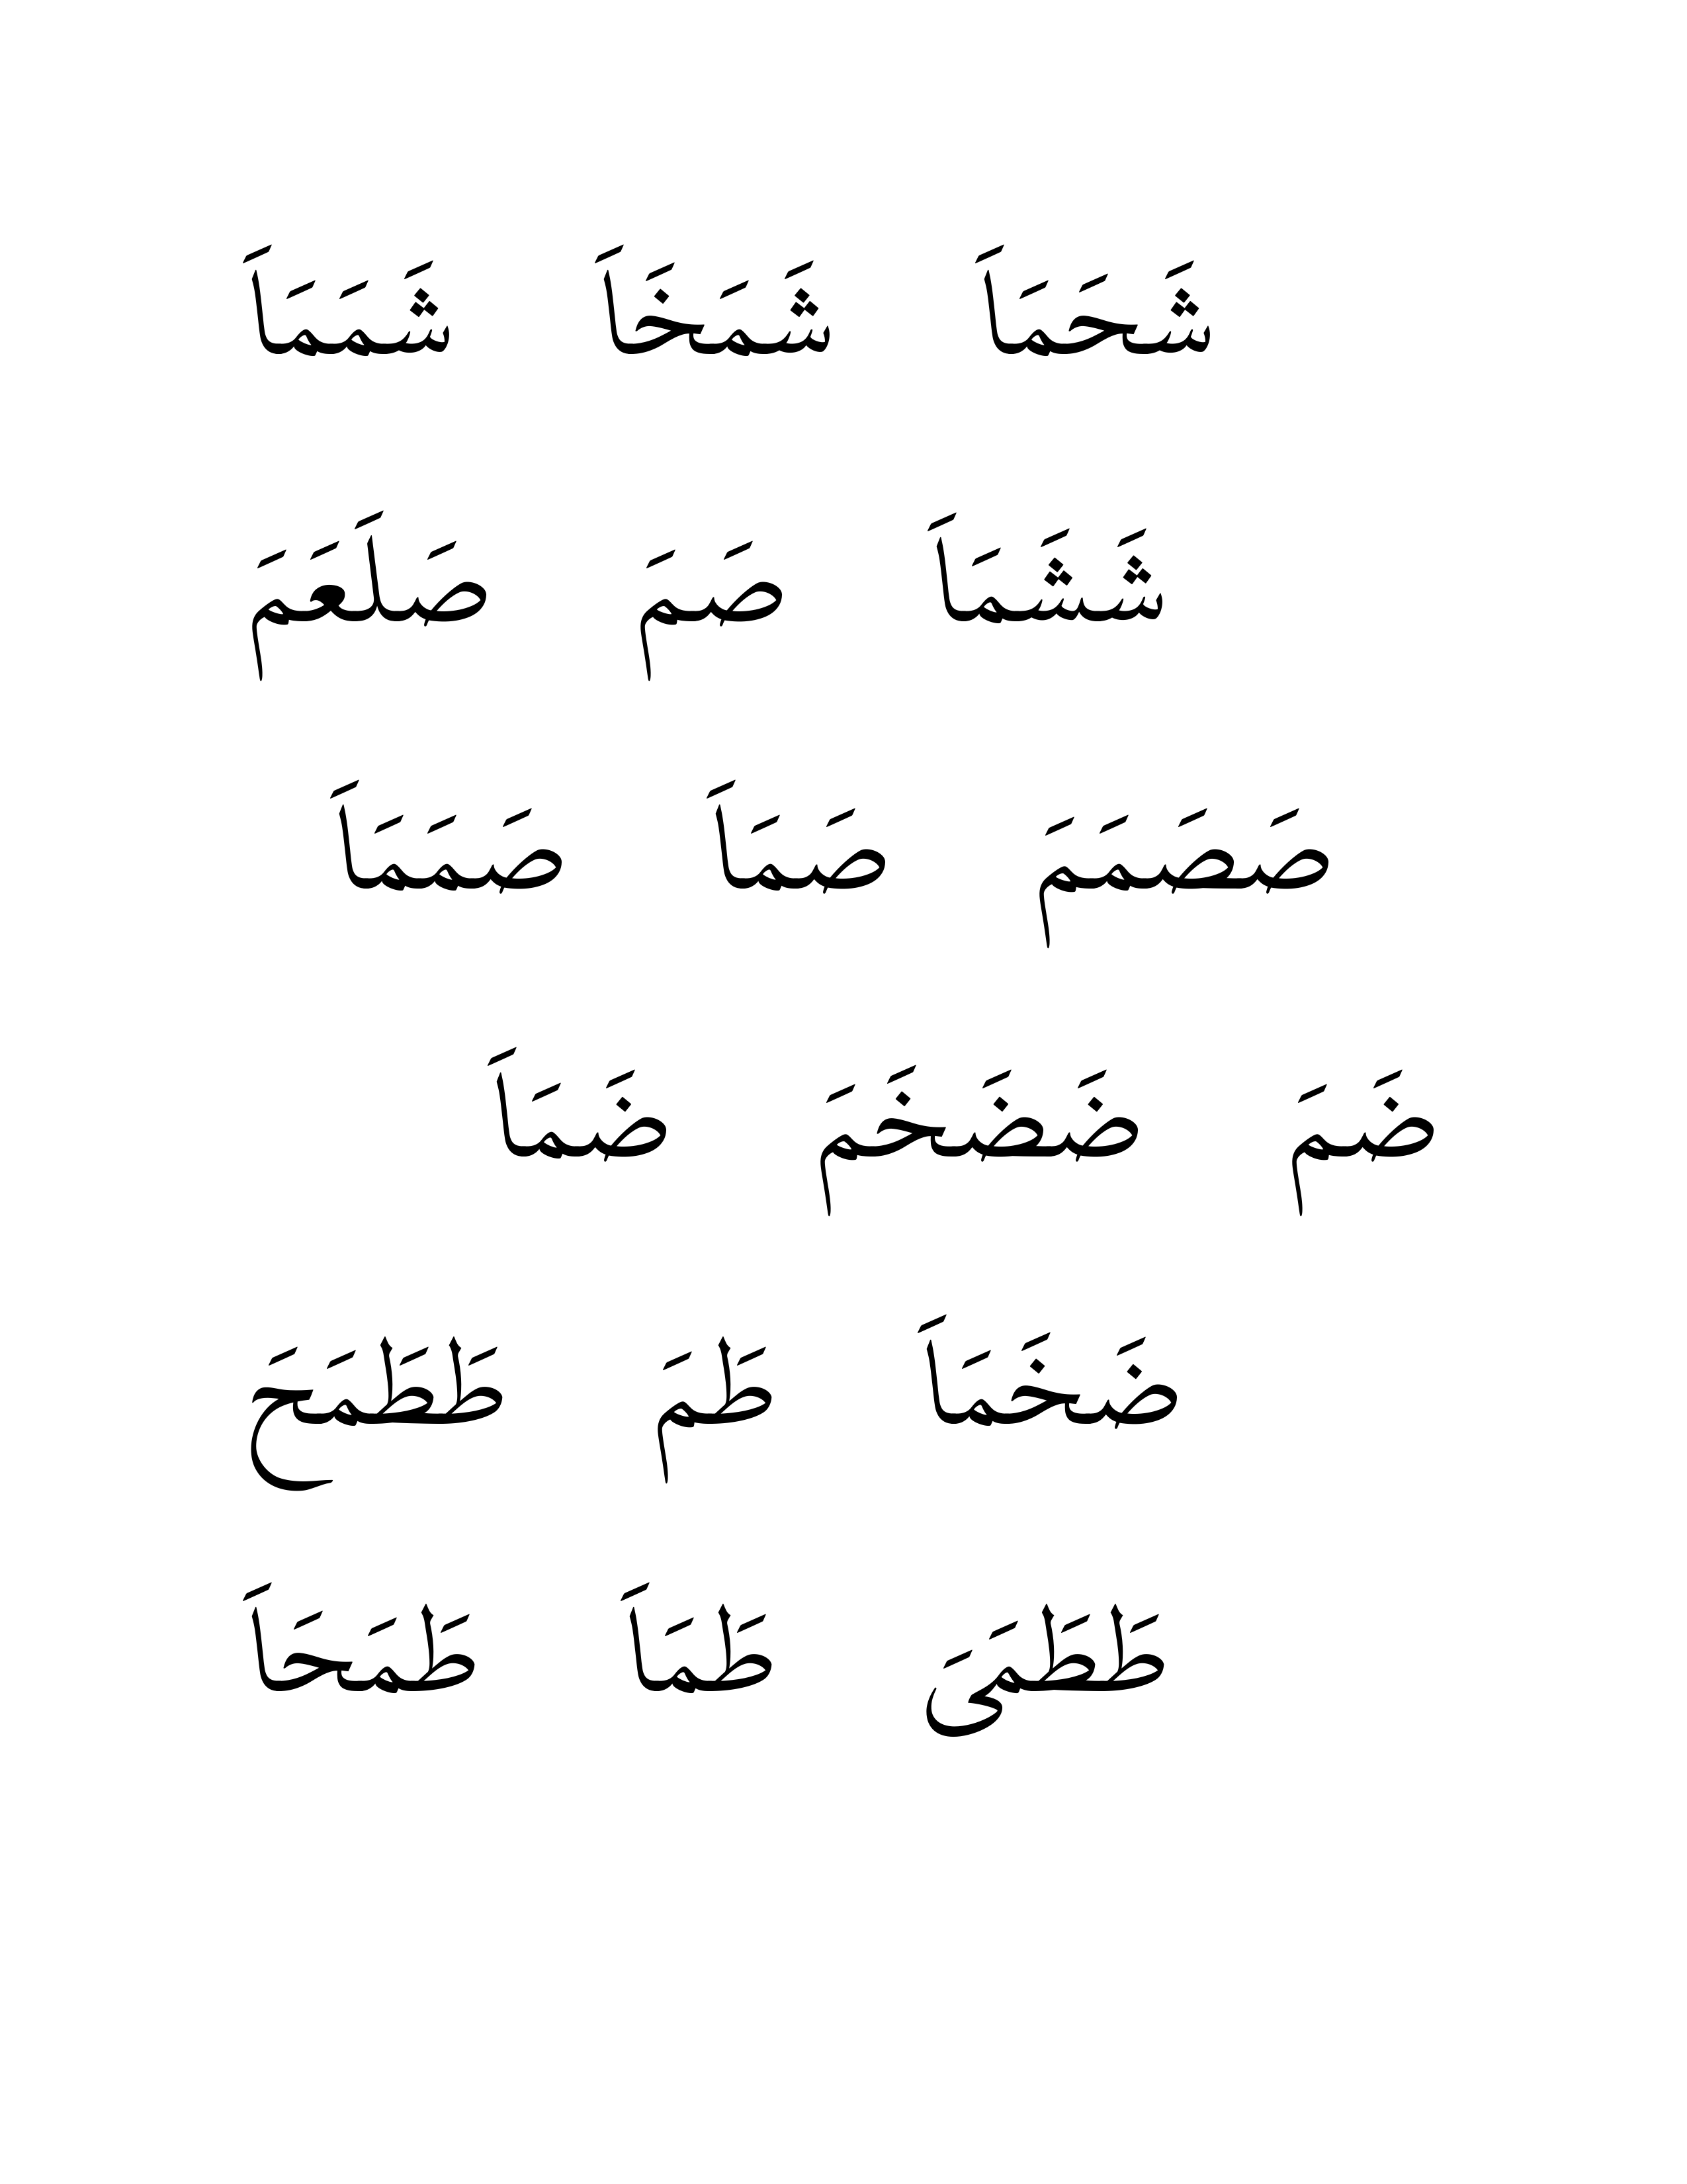 شَحَمَاَ شَمَخَاَ شَمَمَاَ
شَشَمَاَ صَمَ صَلَعَمَ
صَصَمَمَ صَمَاَ صَمَمَاَ
ضَمَ ضَضَخَمَ ضَمَاَ
ضَخَمَاَ طَمَ طَطَمَحَ
طَطَمَىَ طَمَاَ طَمَحَاَ